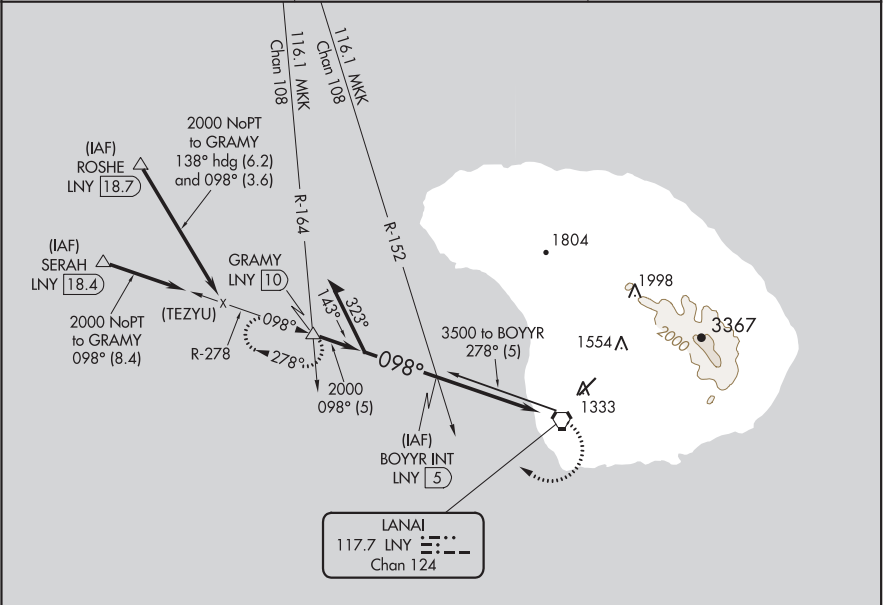 116.1 MKK
Chan 108
116.1 MKK
Chan 108
2000 NoPT
to GRAMY
138° hdg (6.2)
and 098° (3.6)
(IAF)
ROSHE
LNY 18.7
R-164
R-152
1804
(IAF)
SERAH
LNY 18.4
GRAMY
LNY 10
1998
(TEZYU)
X
098°
143°
323°
3500 to BOYYR
278° (5)
1554
2000
3367
2000 NoPT
to GRAMY
098° (8.4)
R-278
278°
098°
2000
098° (5)
1333
(IAF)
BOYYR INT
LNY 5
LANAI
117.7 LNY
Chan 124